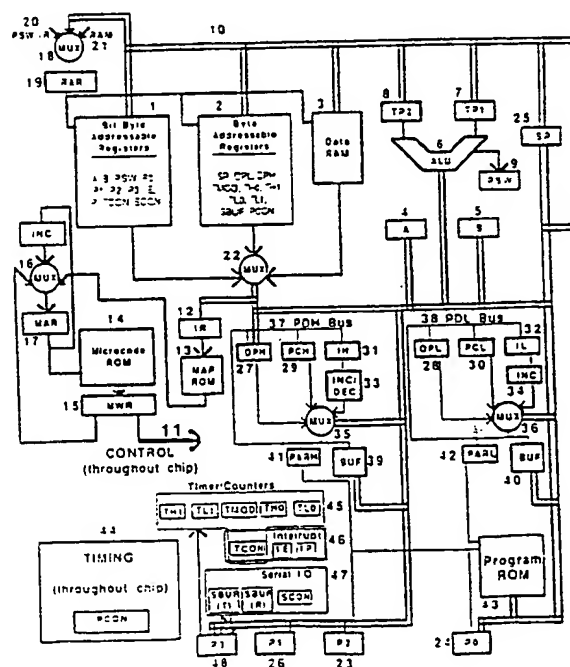 20
PSW-R
RAM
21
MUX
18
19
RAR
10
1
Bit Byte
Addressable
Registers
2
Byte
Addressable
Registers
3
Data
RAM
8
TP2
7
TP1
6
ALU
PSW
9
25
SP
4
A
5
B
INC
16
MUX
MAR
17
14
Microcode
ROM
15
MWR
11
CONTROL
(throughout chip)
22
MUX
12
IR
13
MAP
ROM
37 PDH Bus
DPH
27
PCH
29
IH
31
INC/
DEC
33
MUX
35
41
PARH
BUF
39
38 PDL Bus
DPL
28
PCL
30
IL
32
INC
34
MUX
36
42
PARL
BUF
40
Timer/Counters
TH1
TL1
TMOD
TH0
TL0
45
Interrupt
TCON
IE
IP
46
Serial IO
SBUF
(T)
SBUF
(R)
SCON
47
44
TIMING
(throughout chip)
PCON
Program
ROM
43
P3
48
P1
26
P2
23
24
P0